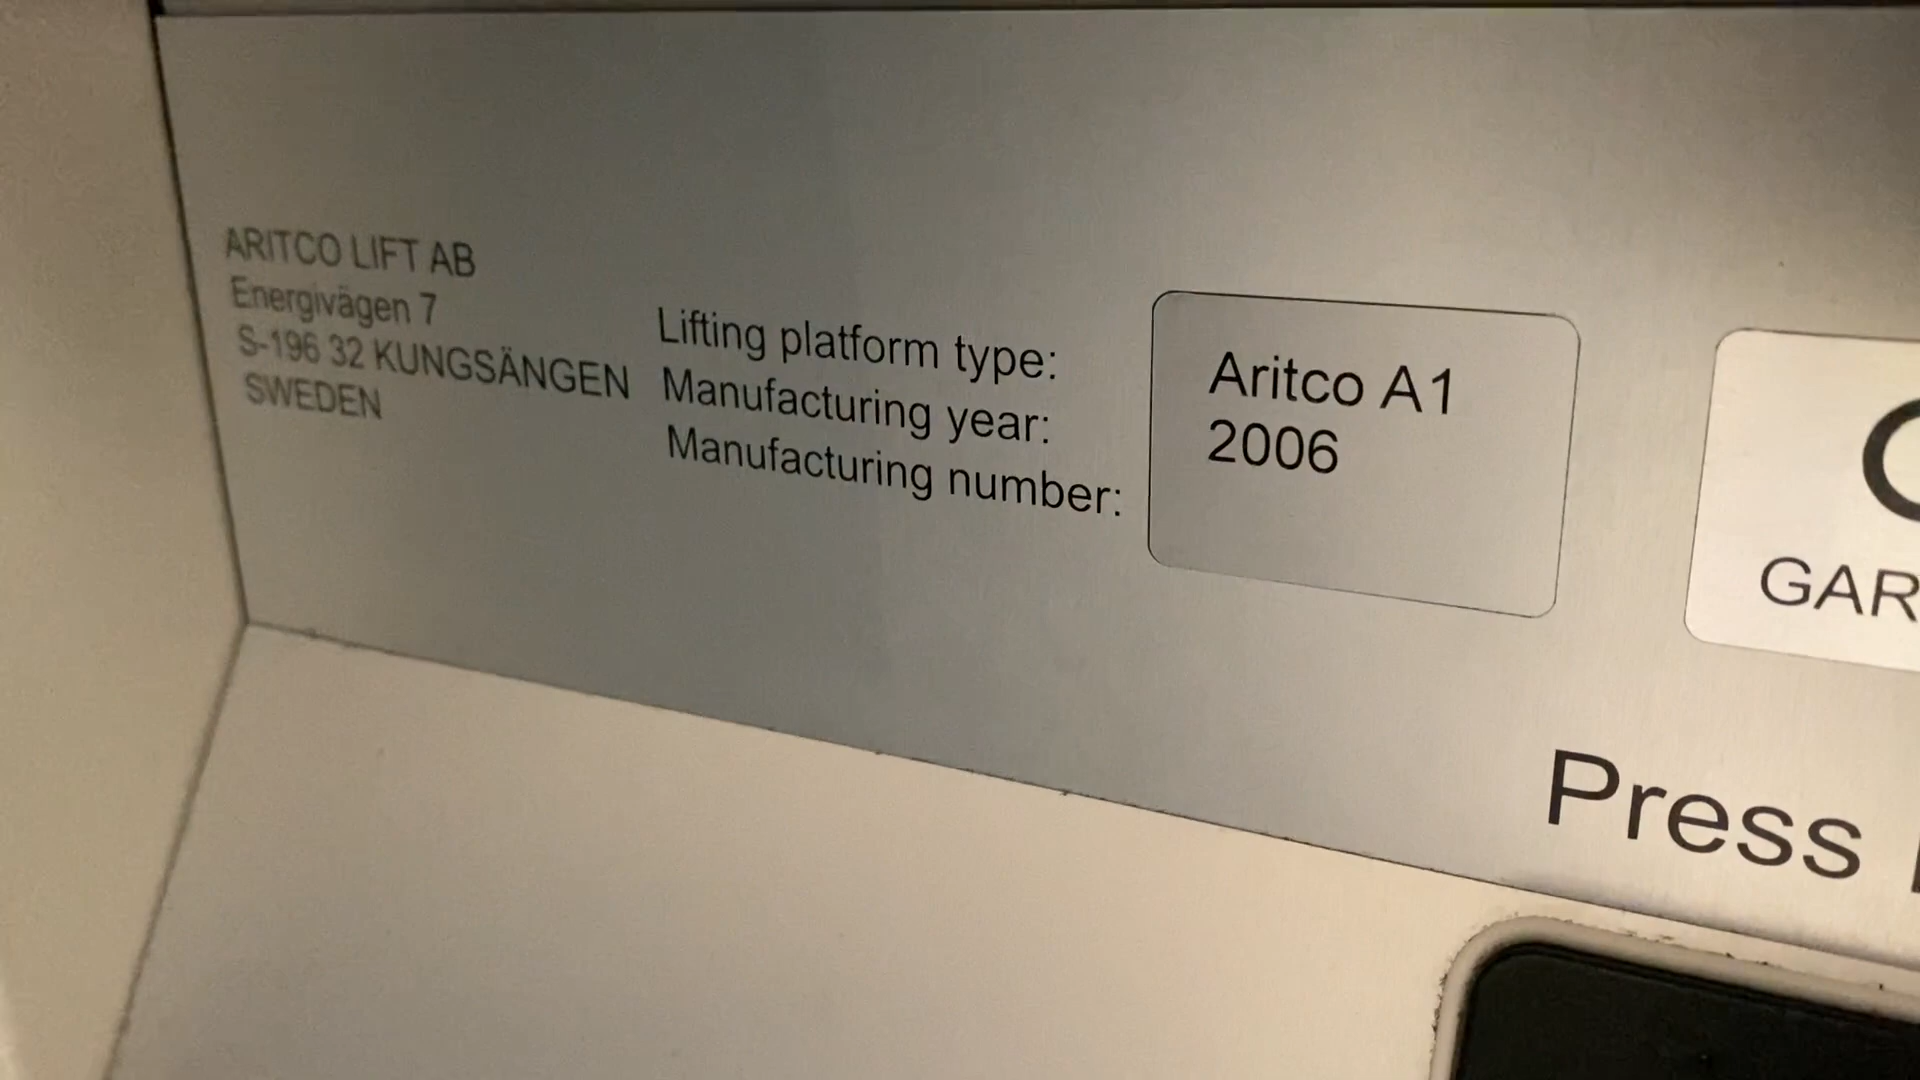 ARITCO LIFT AB
Energivägen 7
S-196 32 KUNGSÄNGEN
SWEDEN
Lifting platform type:
Manufacturing year:
Manufacturing number:
Aritco A1
2006
GAR
Press